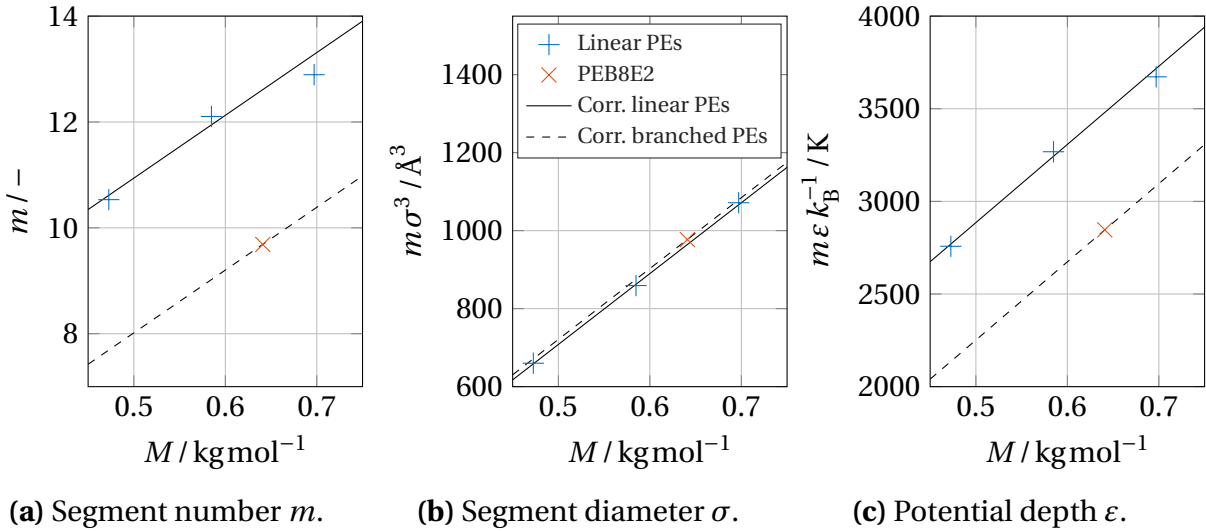 14
12
10
8
m / −
0.5 0.6 0.7
M / kg mol⁻¹
(a) Segment number m.
1400
1200
1000
800
600
mσ³ / Å³
Linear PEs
PEB8E2
Corr. linear PEs
Corr. branched PEs
0.5 0.6 0.7
M / kg mol⁻¹
(b) Segment diameter σ.
4000
3500
3000
2500
2000
m ε k_B⁻¹ / K
0.5 0.6 0.7
M / kg mol⁻¹
(c) Potential depth ε.